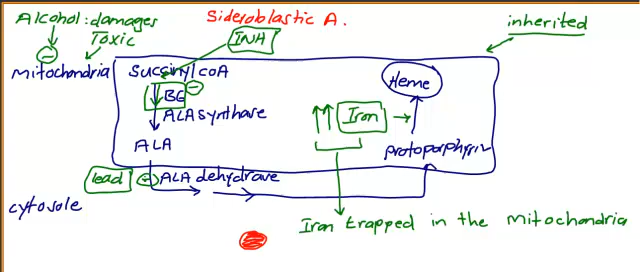 Alcohol: damages
Toxic
Sideroblastic A.
INH
inherited
mitochondria
Succinyl coA
B6
ALA synthase
ALA
Heme
Iron
protoporphyrin
lead
ALA dehydrase
cytosole
Iron trapped in the mitochondria